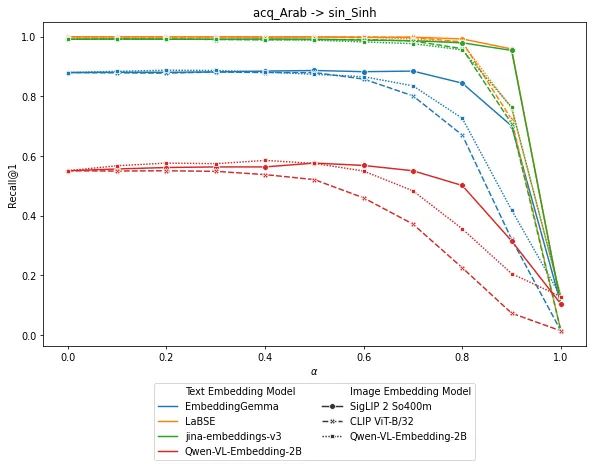 acq_Arab -> sin_Sinh
Recall@1
1.0
0.8
0.6
0.4
0.2
0.0
0.0 0.2 0.4 0.6 0.8 1.0
α
Text Embedding Model
EmbeddingGemma
LaBSE
jina-embeddings-v3
Qwen-VL-Embedding-2B
Image Embedding Model
SigLIP 2 So400m
CLIP ViT-B/32
Qwen-VL-Embedding-2B